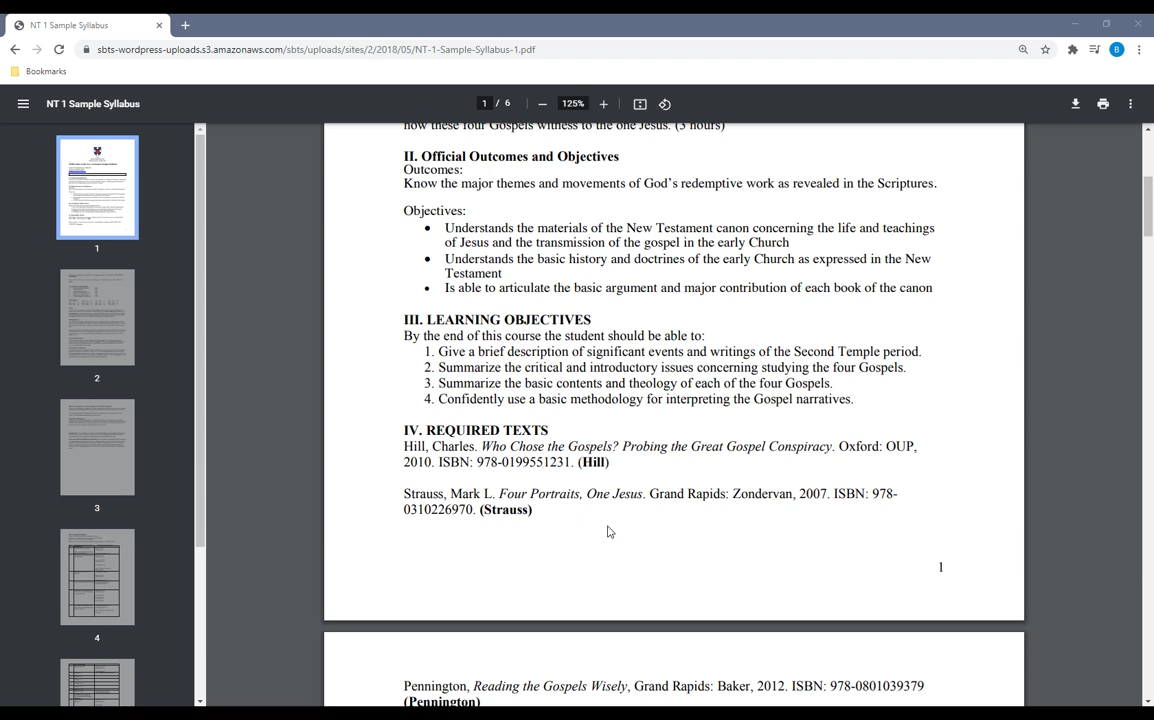 NT 1 Sample Syllabus
sbts-wordpress-uploads.s3.amazonaws.com/sbts/uploads/sites/2/2018/05/NT-1-Sample-Syllabus-1.pdf
B
Bookmarks
NT 1 Sample Syllabus
1 / 6
125%
how these four Gospels witness to the one Jesus. (3 hours)
II. Official Outcomes and Objectives
Outcomes:
Know the major themes and movements of God's redemptive work as revealed in the Scriptures.
Objectives:
• Understands the materials of the New Testament canon concerning the life and teachings
of Jesus and the transmission of the gospel in the early Church
• Understands the basic history and doctrines of the early Church as expressed in the New
Testament
• Is able to articulate the basic argument and major contribution of each book of the canon
III. LEARNING OBJECTIVES
By the end of this course the student should be able to:
1. Give a brief description of significant events and writings of the Second Temple period.
2. Summarize the critical and introductory issues concerning studying the four Gospels.
3. Summarize the basic contents and theology of each of the four Gospels.
4. Confidently use a basic methodology for interpreting the Gospel narratives.
IV. REQUIRED TEXTS
Hill, Charles. Who Chose the Gospels? Probing the Great Gospel Conspiracy. Oxford: OUP,
2010. ISBN: 978-0199551231. (Hill)
Strauss, Mark L. Four Portraits, One Jesus. Grand Rapids: Zondervan, 2007. ISBN: 978-
0310226970. (Strauss)
1
Pennington, Reading the Gospels Wisely, Grand Rapids: Baker, 2012. ISBN: 978-0801039379
(Pennington)
1
2
3
4